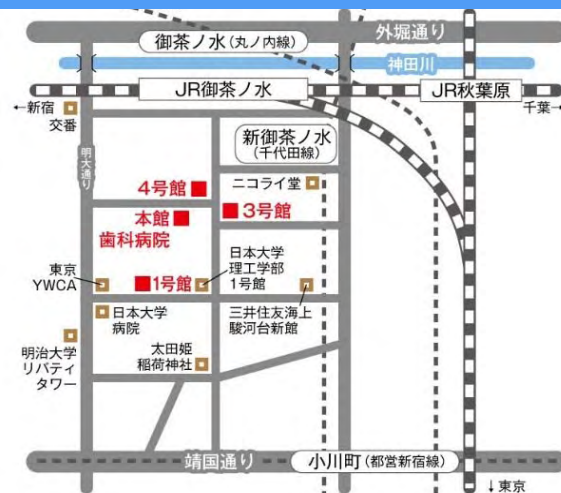 外堀通り
御茶ノ水(丸ノ内線)
神田川
JR御茶ノ水
JR秋葉原
←新宿
千葉→
交番
明大通り
新御茶ノ水
(千代田線)
ニコライ堂
4号館
3号館
本館
歯科病院
東京
YWCA
1号館
日本大学
理工学部
1号館
三井住友海上
駿河台新館
日本大学
病院
明治大学
リバティ
タワー
太田姫
稲荷神社
靖国通り
小川町(都営新宿線)
↓東京